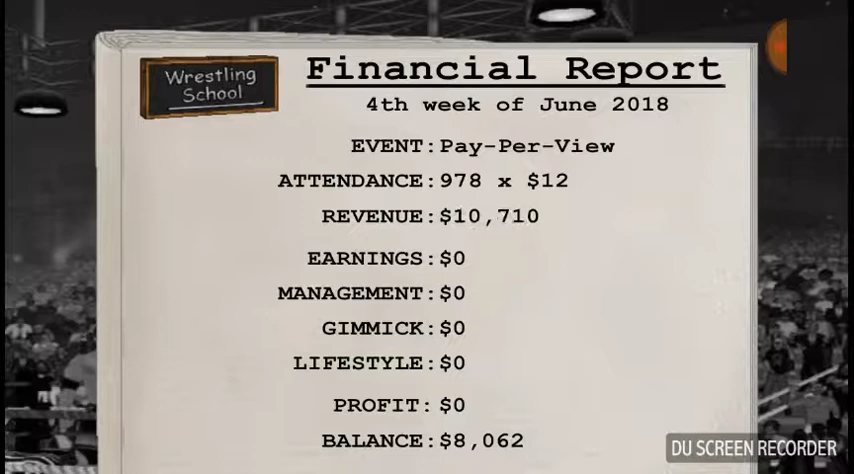 Wrestling
School
Financial Report
4th week of June 2018
EVENT: Pay-Per-View
ATTENDANCE: 978 x $12
REVENUE: $10,710
EARNINGS: $0
MANAGEMENT: $0
GIMMICK: $0
LIFESTYLE: $0
PROFIT: $0
BALANCE: $8,062
DU SCREEN RECORDER